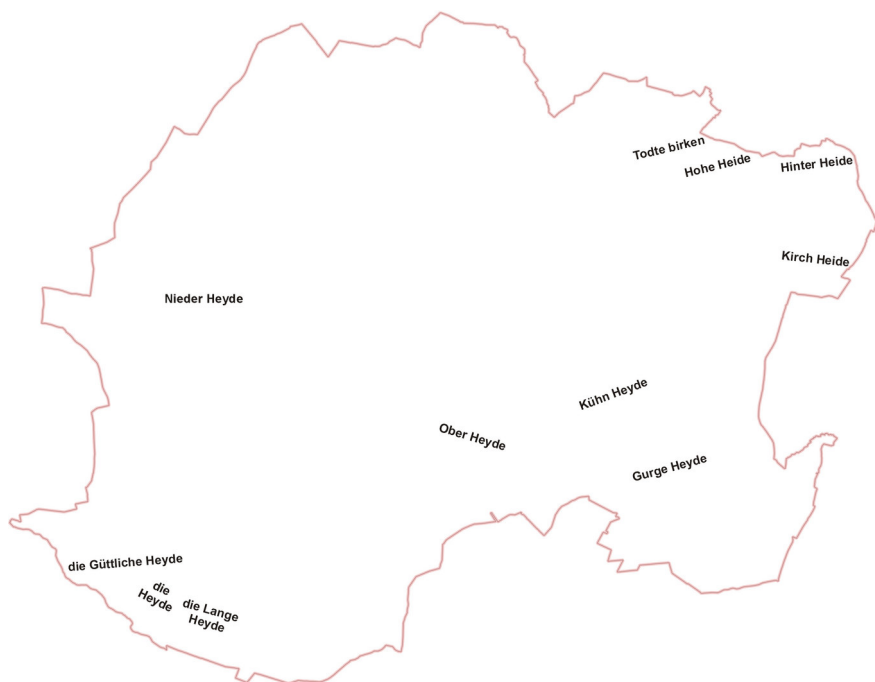 Todte birken
Hohe Heide
Hinter Heide
Kirch Heide
Nieder Heyde
Kühn Heyde
Ober Heyde
Gurge Heyde
die Güttliche Heyde
die
Heyde
die Lange
Heyde